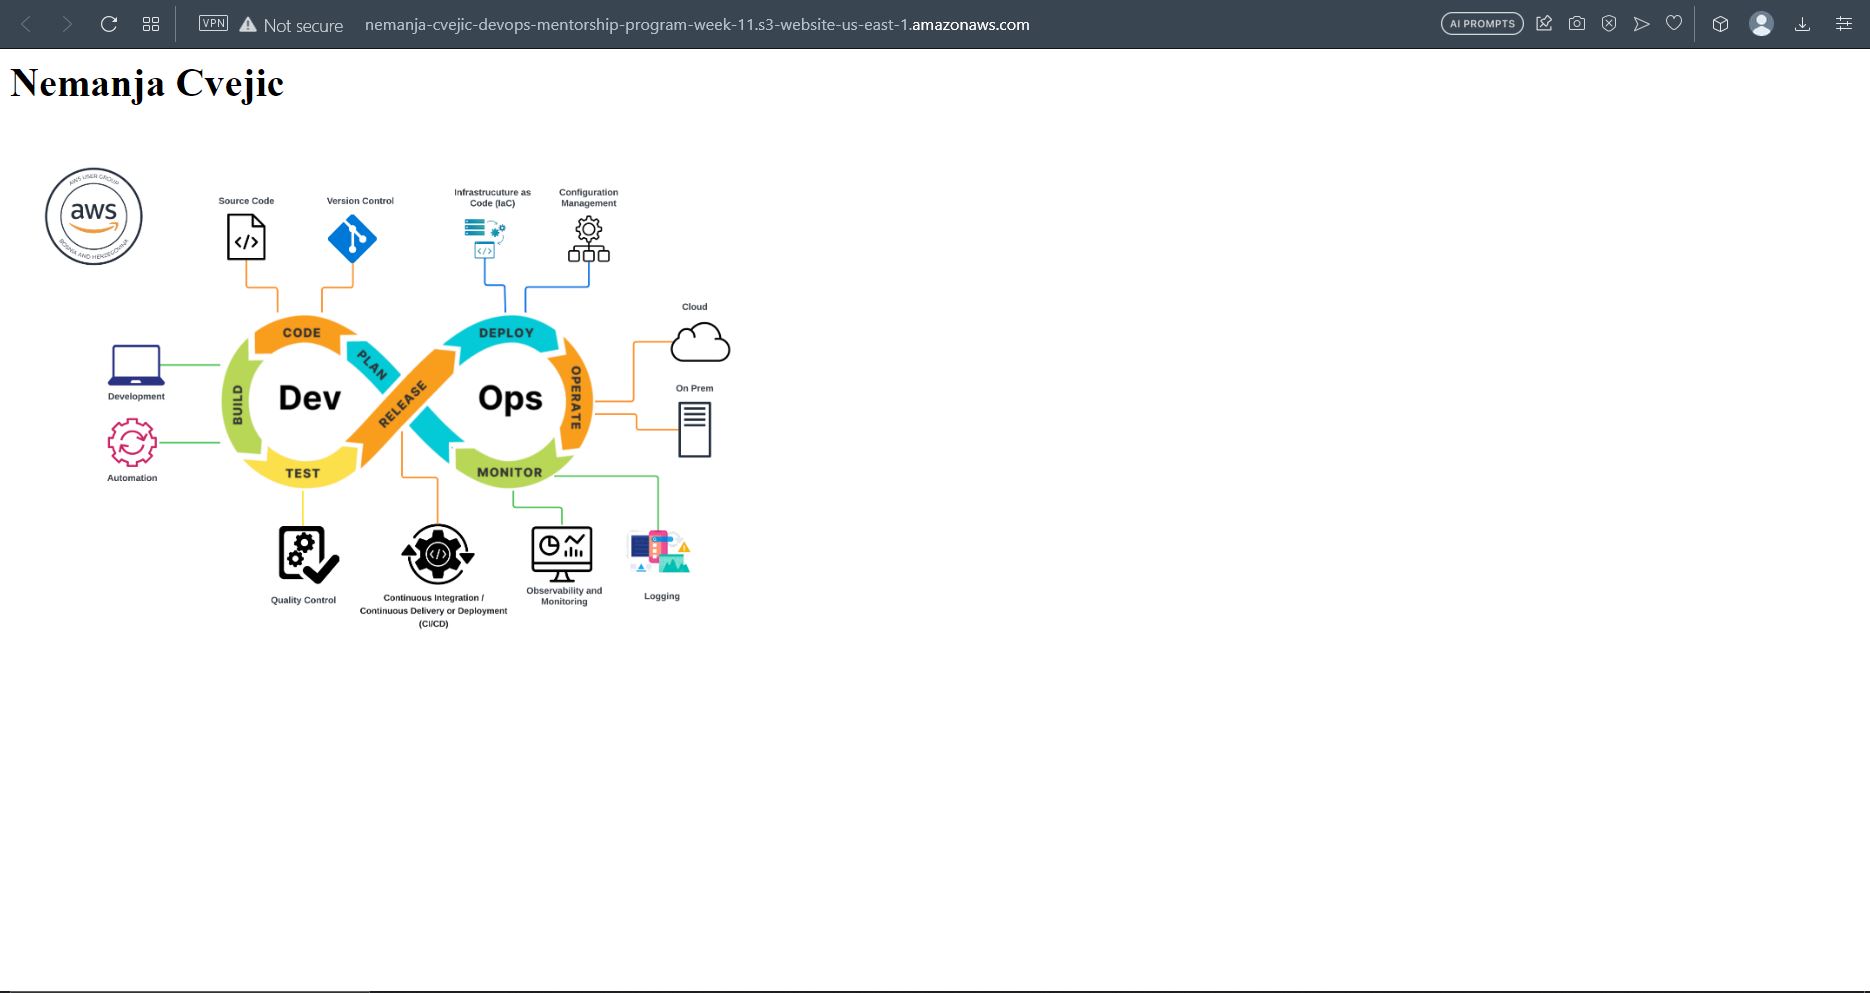 VPN
Not secure
nemanja-cvejic-devops-mentorship-program-week-11.s3-website-us-east-1.amazonaws.com
AI PROMPTS
Nemanja Cvejic
AWS USER GROUP
aws
BOSNIA AND HERZEGOVINA
Source Code
Version Control
Infrastrucuture as
Code (IaC)
Configuration
Management
Cloud
On Prem
Development
Automation
CODE
PLAN
BUILD
Dev
RELEASE
TEST
DEPLOY
Ops
OPERATE
MONITOR
Quality Control
Continuous Integration /
Continuous Delivery or Deployment
(CI/CD)
Observability and
Monitoring
Logging